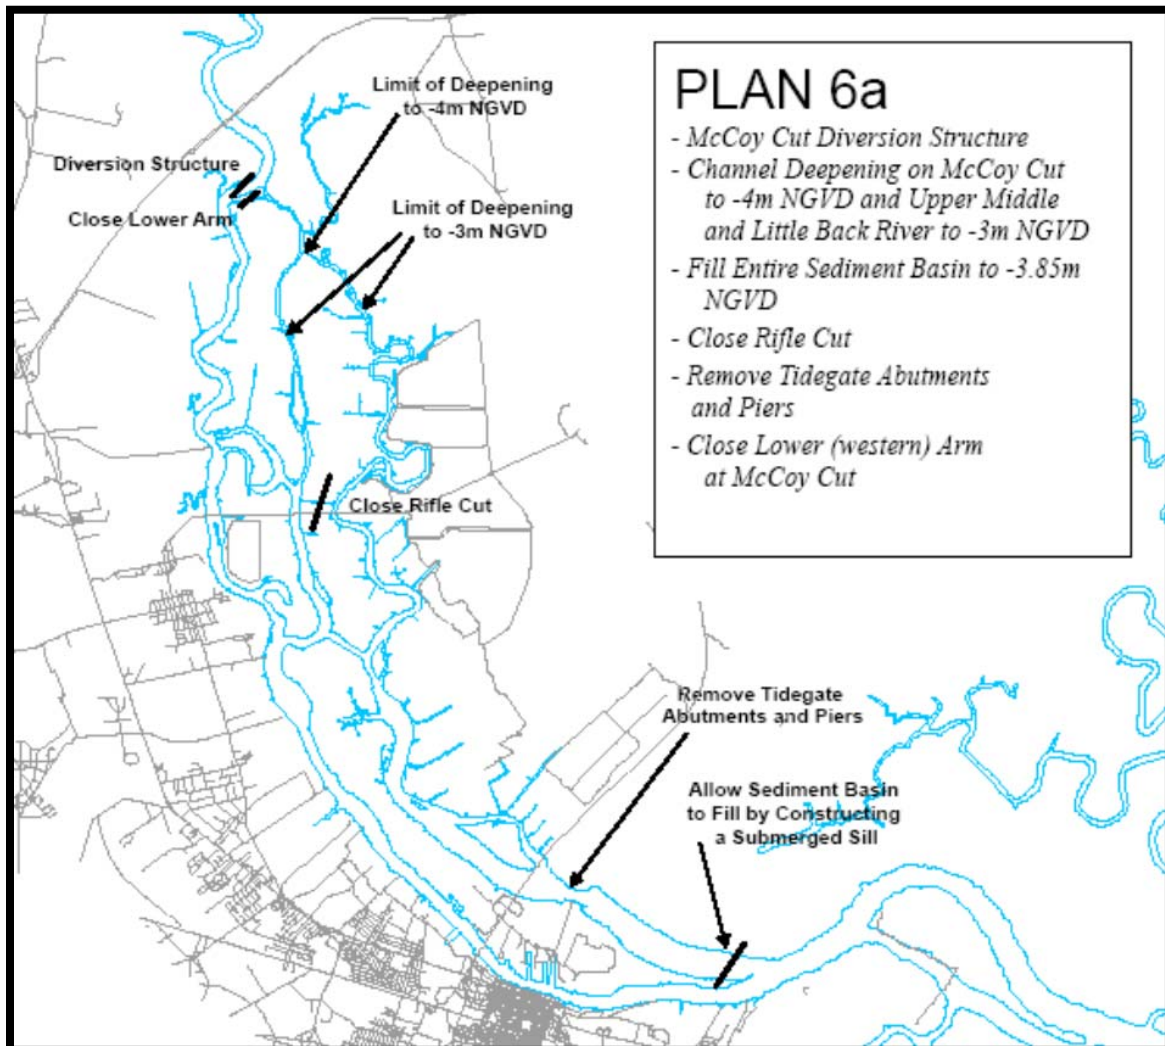 Limit of Deepening
to -4m NGVD
Diversion Structure
Close Lower Arm
Limit of Deepening
to -3m NGVD
Close Rifle Cut
Remove Tidegate
Abutments and Piers
Allow Sediment Basin
to Fill by Constructing
a Submerged Sill
PLAN 6a
- McCoy Cut Diversion Structure
- Channel Deepening on McCoy Cut
to -4m NGVD and Upper Middle
and Little Back River to -3m NGVD
- Fill Entire Sediment Basin to -3.85m
NGVD
- Close Rifle Cut
- Remove Tidegate Abutments
and Piers
- Close Lower (western) Arm
at McCoy Cut